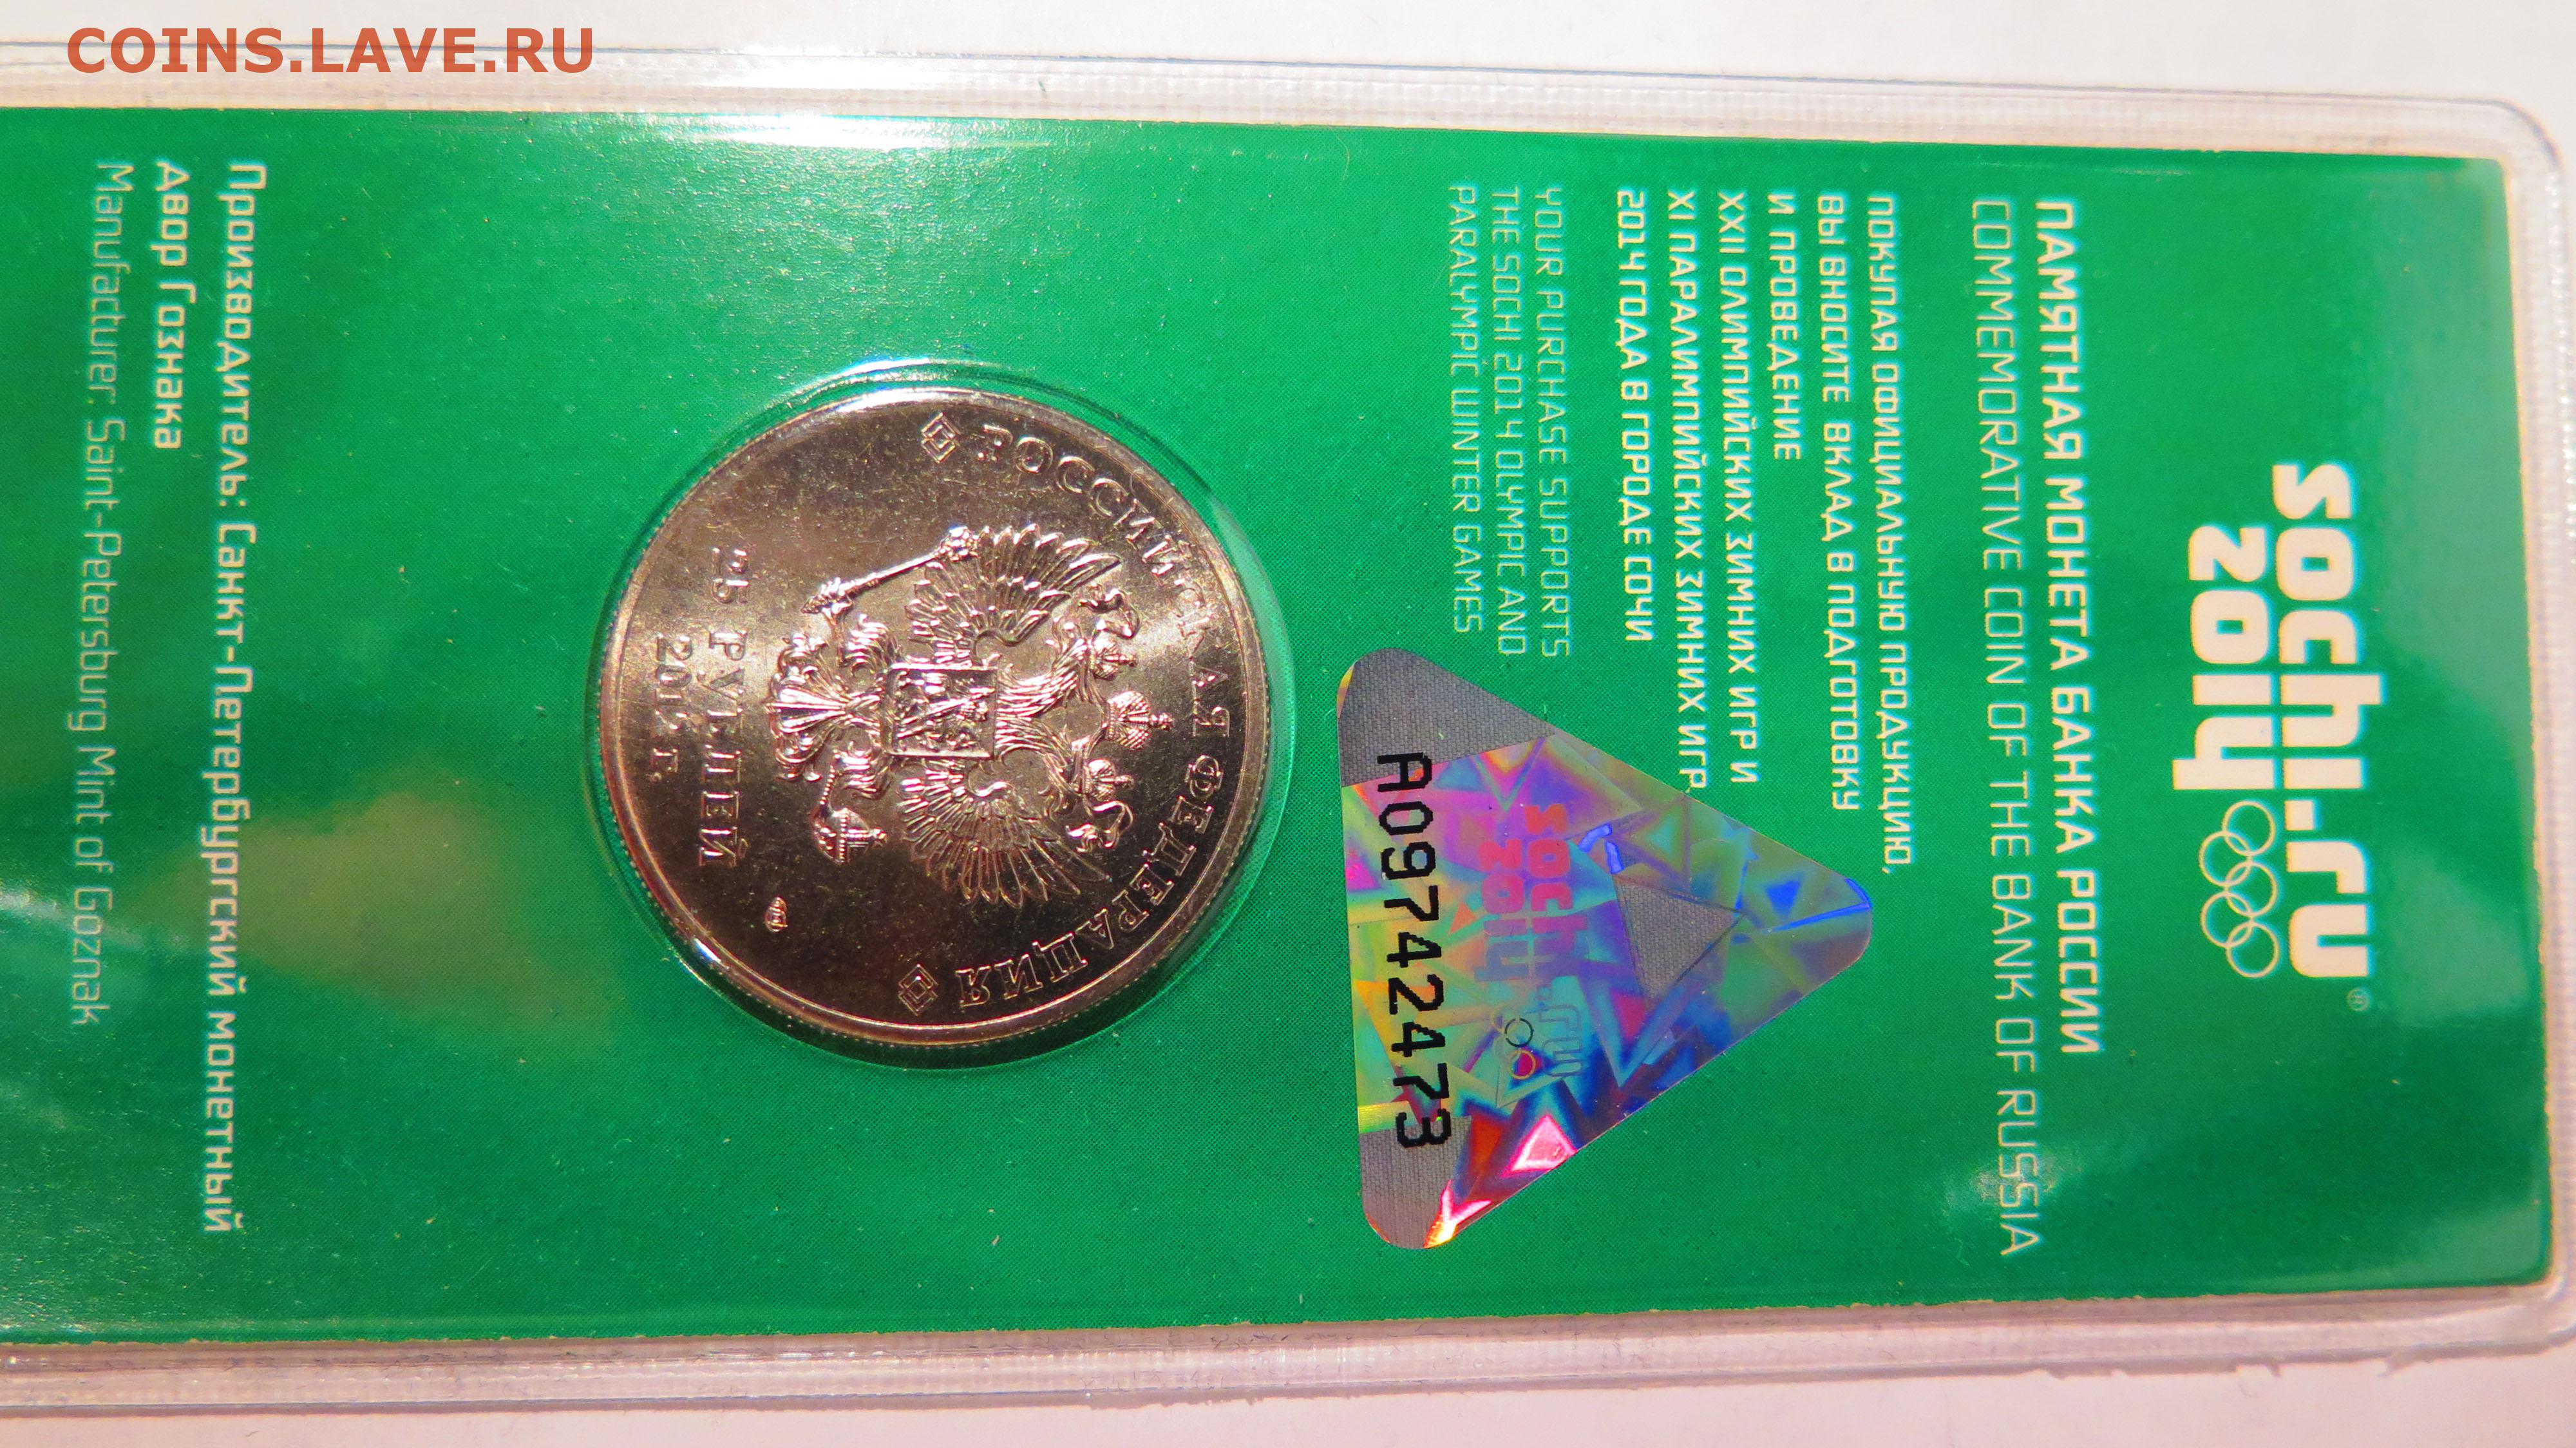 COINS.LAVE.RU
sochi.ru
2014
®
ПАМЯТНАЯ МОНЕТА БАНКА РОССИИ
COMMEMORATIVE COIN OF THE BANK OF RUSSIA
ПОКУПАЯ ОФИЦИАЛЬНУЮ ПРОДУКЦИЮ,
ВЫ ВНОСИТЕ ВКЛАД В ПОДГОТОВКУ
И ПРОВЕДЕНИЕ
XXII ОЛИМПИЙСКИХ ЗИМНИХ ИГР И
XI ПАРАЛИМПИЙСКИХ ЗИМНИХ ИГР
2014 ГОДА В ГОРОДЕ СОЧИ
YOUR PURCHASE SUPPORTS
THE SOCHI 2014 OLYMPIC AND
PARALYMPIC WINTER GAMES
sochi.ru
2014
A09742473
РОССИЙСКАЯ ФЕДЕРАЦИЯ
25 РУБЛЕЙ
Производитель: Санкт-Петербургский монетный
двор Гознака
Manufacturer: Saint-Petersburg Mint of Goznak